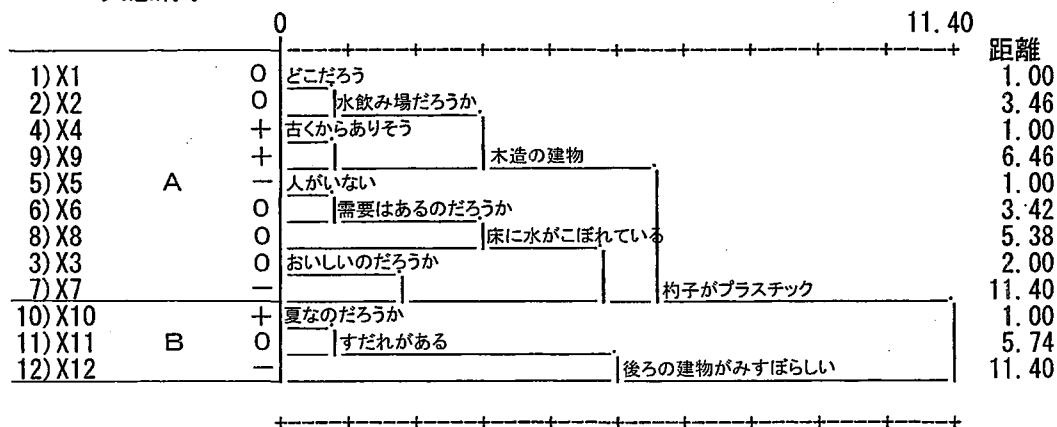 0 11.40
距離
1) X1 0 どこだろう 1.00
2) X2 0 水飲み場だろうか 3.46
4) X4 + 古くからありそう 1.00
9) X9 + 木造の建物 6.46
5) X5 A - 人がいない 1.00
6) X6 0 需要はあるのだろうか 3.42
8) X8 0 床に水がこぼれている 5.38
3) X3 0 おいしいのだろうか 2.00
7) X7 - 杓子がプラスチック 11.40
10) X10 + 夏なのだろうか 1.00
11) X11 B 0 すだれがある 5.74
12) X12 - 後ろの建物がみすぼらしい 11.40